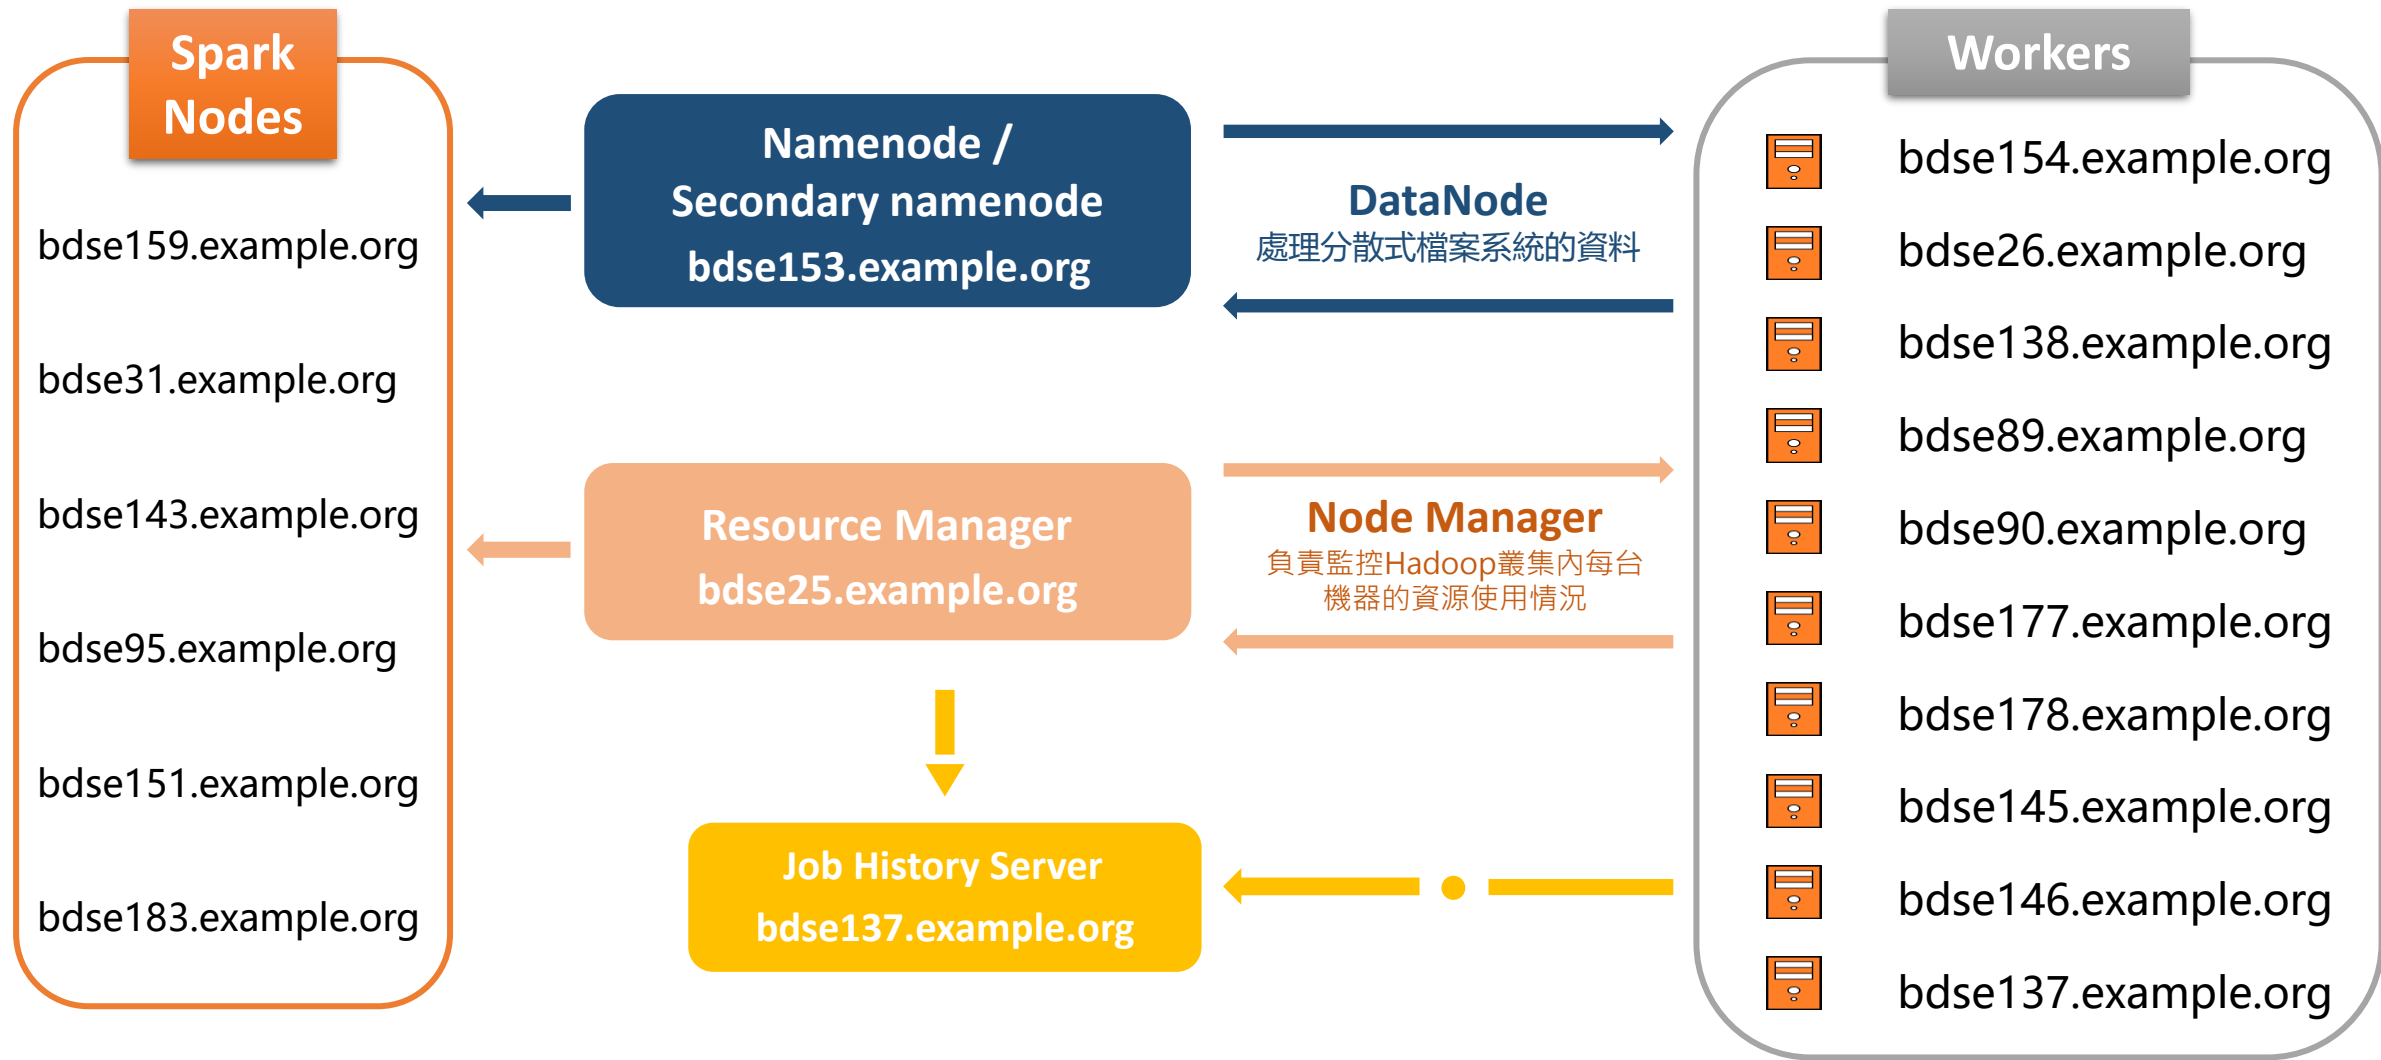 Spark
Nodes
bdse159.example.org
bdse31.example.org
bdse143.example.org
bdse95.example.org
bdse151.example.org
bdse183.example.org
Namenode /
Secondary namenode
bdse153.example.org
DataNode
處理分散式檔案系統的資料
Resource Manager
bdse25.example.org
Node Manager
負責監控Hadoop叢集內每台
機器的資源使用情況
Job History Server
bdse137.example.org
Workers
bdse154.example.org
bdse26.example.org
bdse138.example.org
bdse89.example.org
bdse90.example.org
bdse177.example.org
bdse178.example.org
bdse145.example.org
bdse146.example.org
bdse137.example.org